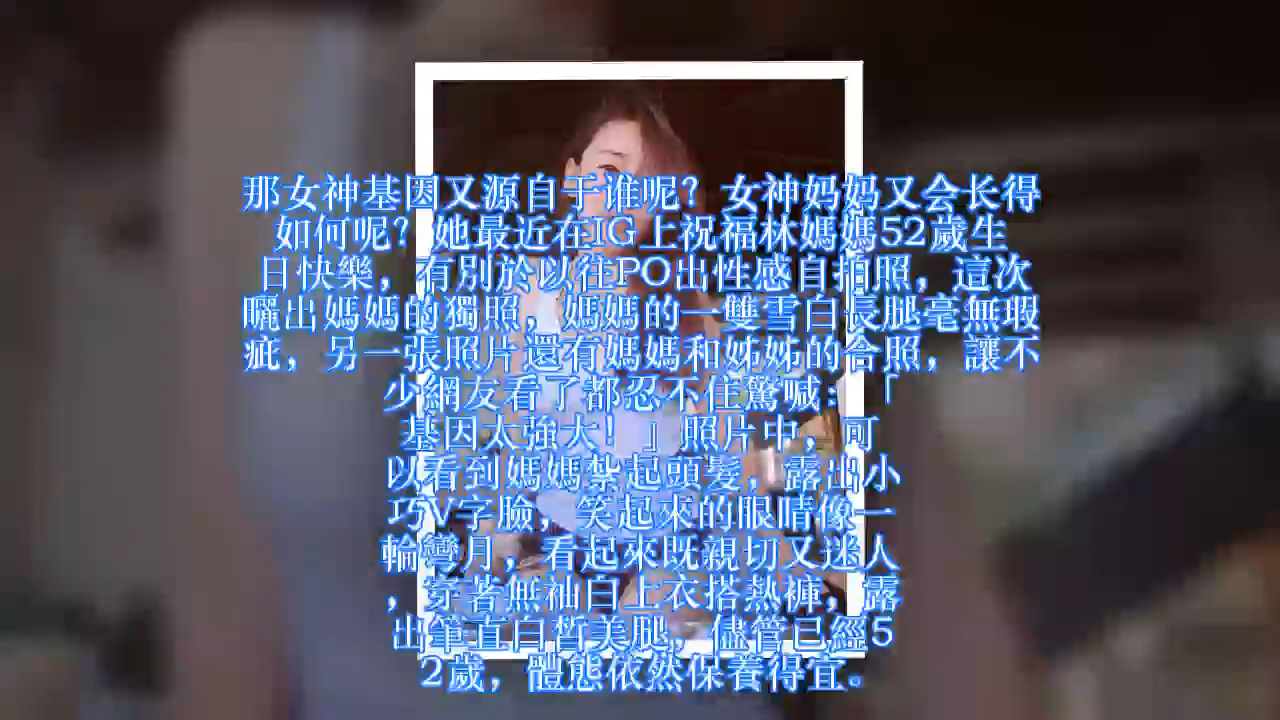 那女神基因又源自于谁呢？女神妈妈又会长得
如何呢？她最近在IG上祝福林媽媽52歲生
日快樂，有別於以往PO出性感自拍照，這次
曬出媽媽的獨照，媽媽的一雙雪白長腿毫無瑕
疵，另一張照片還有媽媽和姊姊的合照，讓不
少網友看了都忍不住驚喊：「
基因太強大！』照片中，可
以看到媽媽紮起頭髮，露出小
巧V字臉，笑起來的眼睛像一
輪彎月，看起來既親切又迷人
，穿著無袖白上衣搭熱褲，露
出筆直白皙美腿，儘管已經5
2歲，體態依然保養得宜。